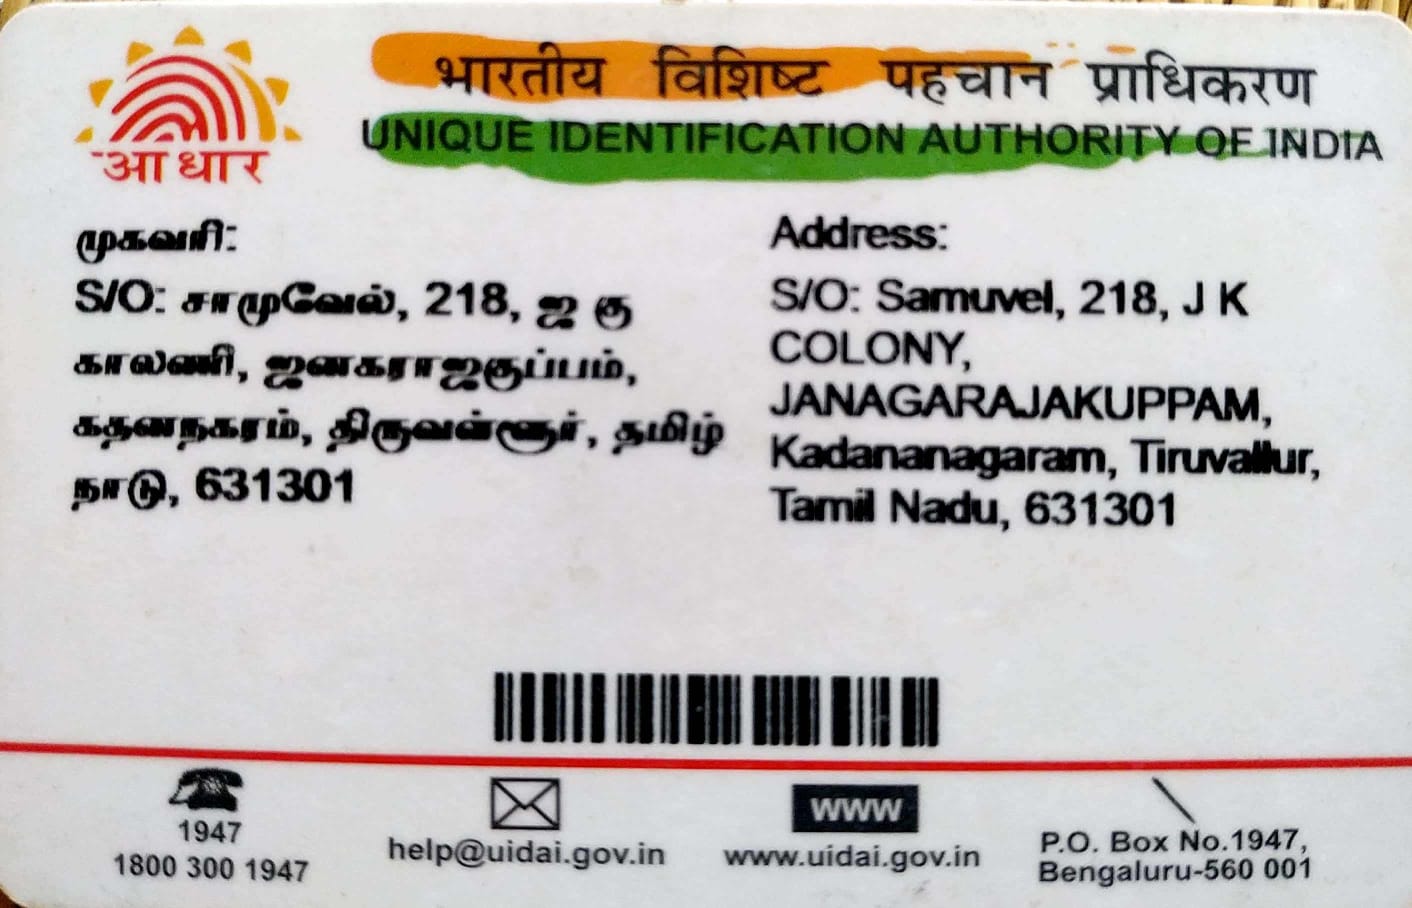 भारतीय विशिष्ट पहचान प्राधिकरण
UNIQUE IDENTIFICATION AUTHORITY OF INDIA
आधार
முகவரி:
S/O: சாமுவேல், 218, ஜ கு
காலணி, ஜனகராஜகுப்பம்,
கதனநகரம், திருவள்ளூர், தமிழ்
நாடு, 631301
Address:
S/O: Samuvel, 218, J K
COLONY,
JANAGARAJAKUPPAM,
Kadananagaram, Tiruvallur,
Tamil Nadu, 631301
1947
1800 300 1947
help@uidai.gov.in
www
www.uidai.gov.in
P.O. Box No.1947,
Bengaluru-560 001